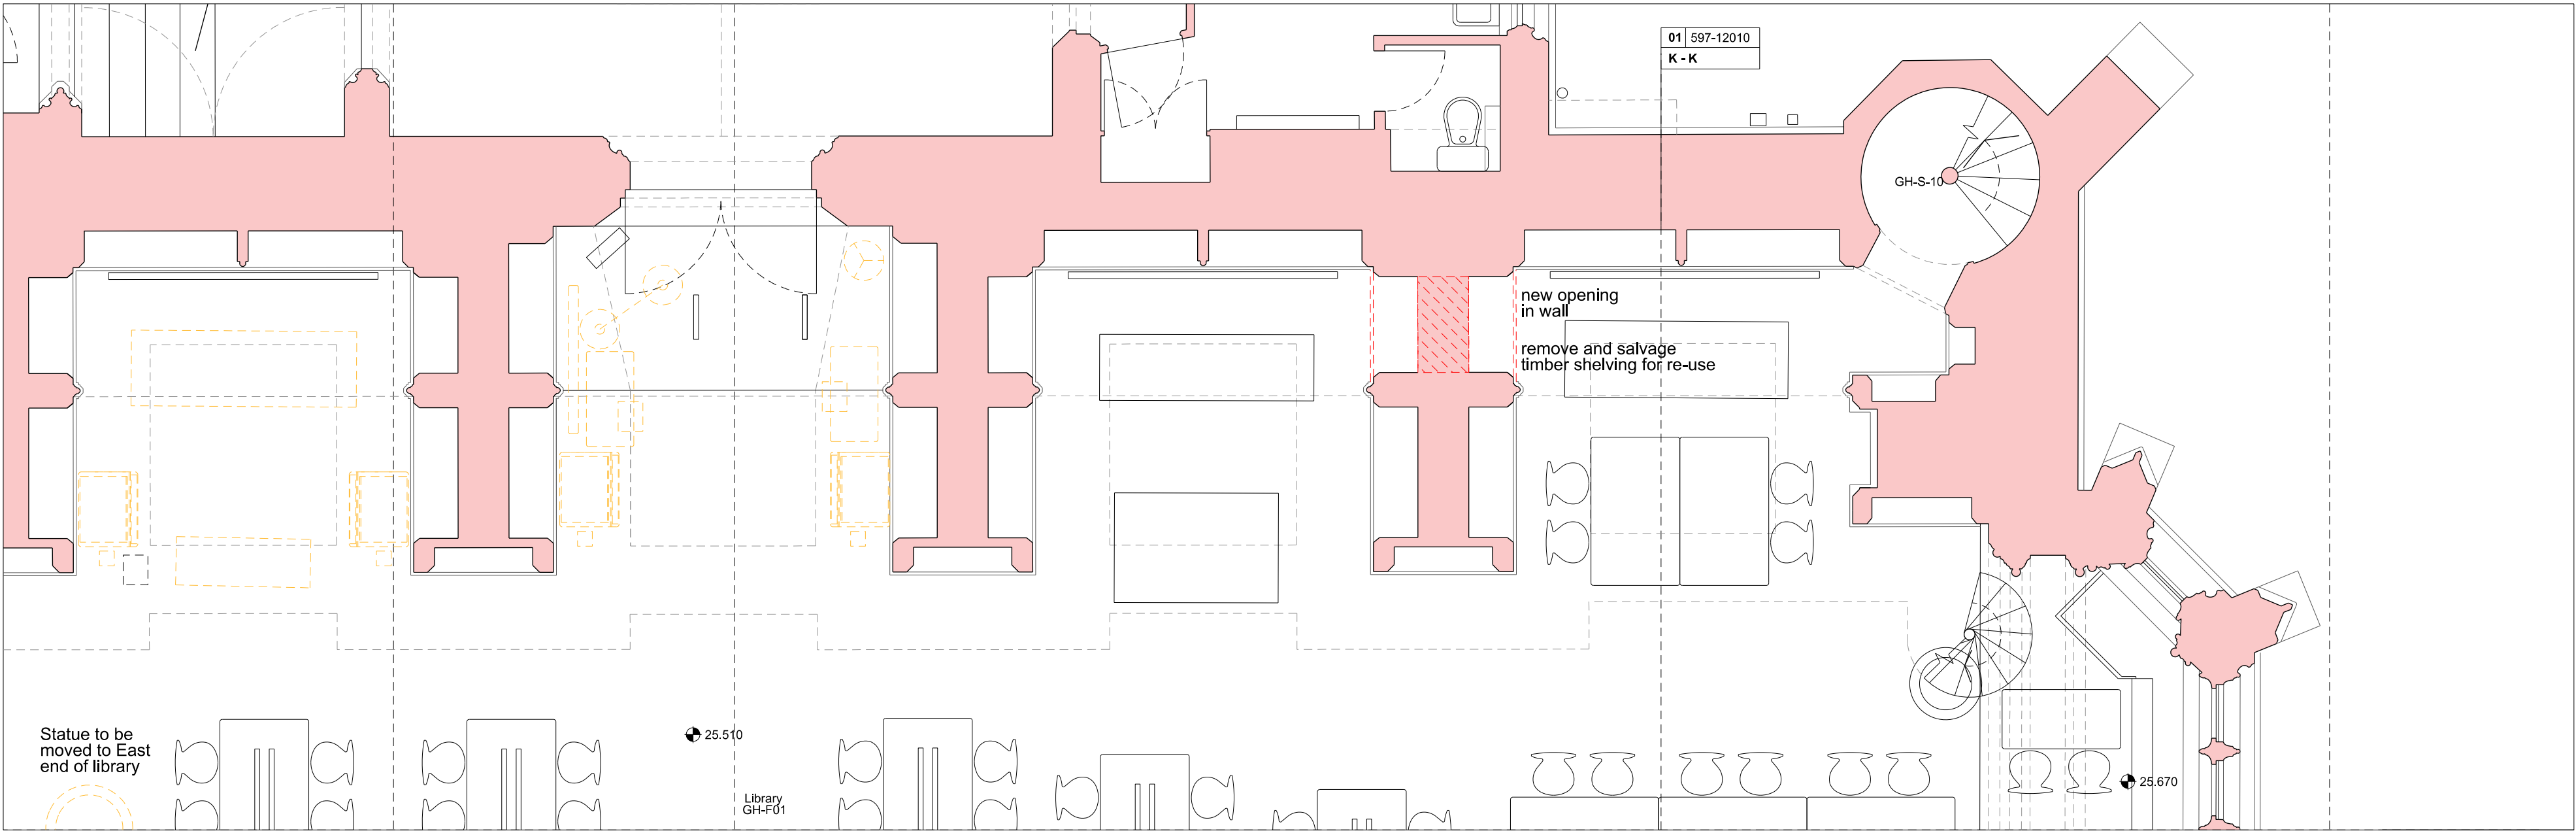 01 597-12010
K - K
GH-S-10
new opening
in wall
remove and salvage
timber shelving for re-use
Statue to be
moved to East
end of library
25.510
Library
GH-F01
25.670